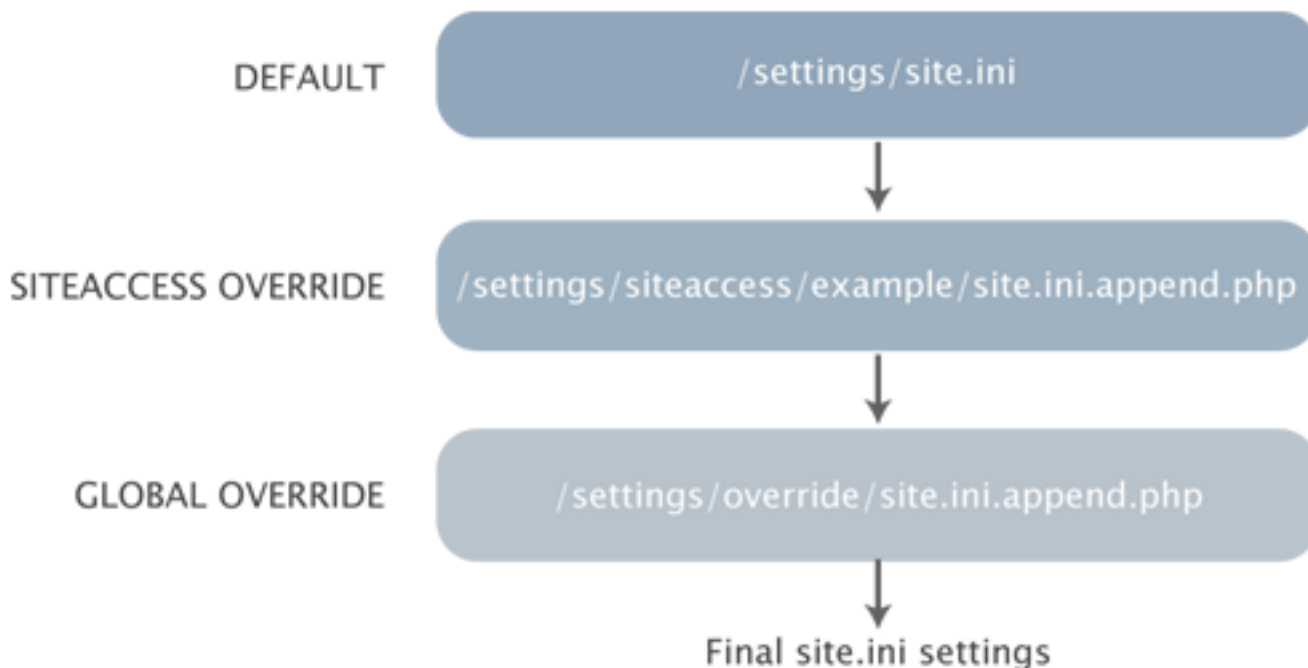 DEFAULT
/settings/site.ini
SITEACCESS OVERRIDE
/settings/siteaccess/example/site.ini.append.php
GLOBAL OVERRIDE
/settings/override/site.ini.append.php
Final site.ini settings